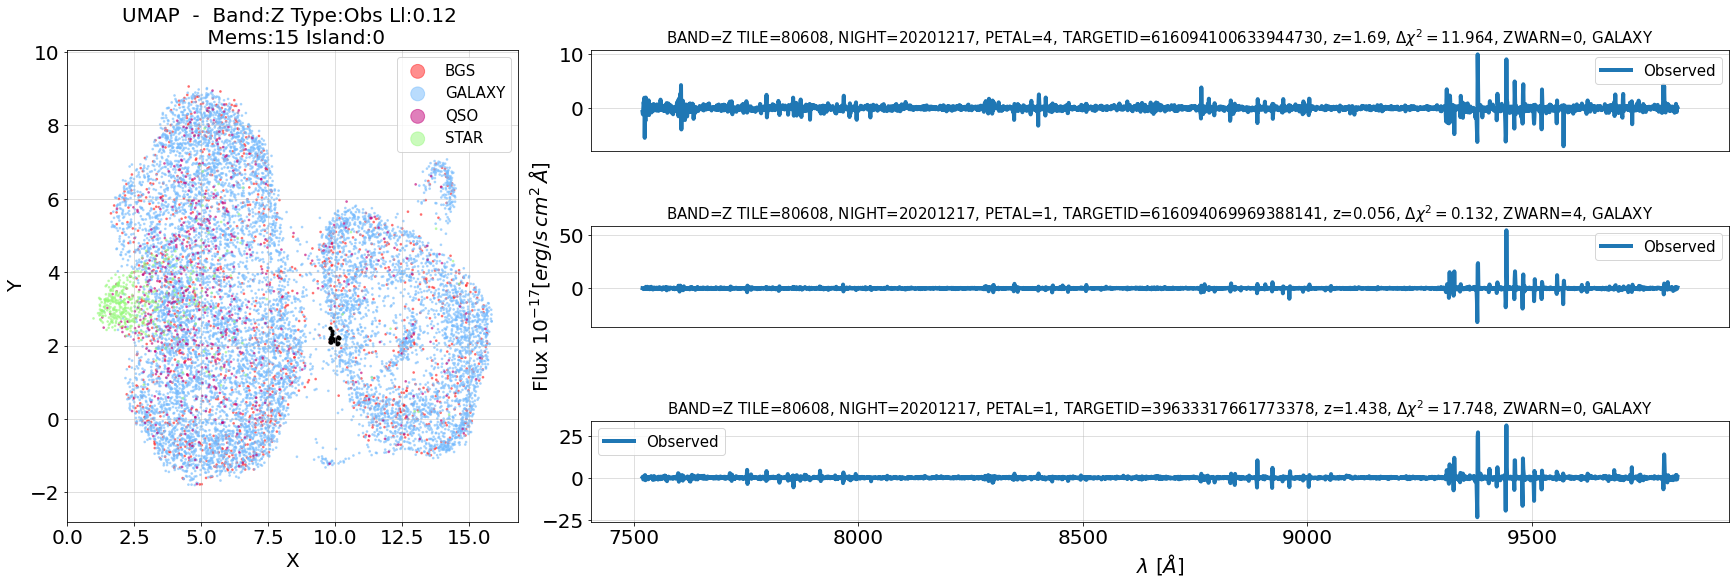 UMAP - Band:Z Type:Obs Ll:0.12
Mems:15 Island:0
BGS
GALAXY
QSO
STAR
10
8
6
4
2
0
−2
Y
0.0 2.5 5.0 7.5 10.0 12.5 15.0
X
BAND=Z TILE=80608, NIGHT=20201217, PETAL=4, TARGETID=616094100633944730, z=1.69, Δχ² = 11.964, ZWARN=0, GALAXY
Observed
10
0
BAND=Z TILE=80608, NIGHT=20201217, PETAL=1, TARGETID=616094069969388141, z=0.056, Δχ² = 0.132, ZWARN=4, GALAXY
Observed
50
0
Flux 10⁻¹⁷[erg/s cm² Å]
BAND=Z TILE=80608, NIGHT=20201217, PETAL=1, TARGETID=39633317661773378, z=1.438, Δχ² = 17.748, ZWARN=0, GALAXY
Observed
25
0
−25
7500 8000 8500 9000 9500
λ [Å]